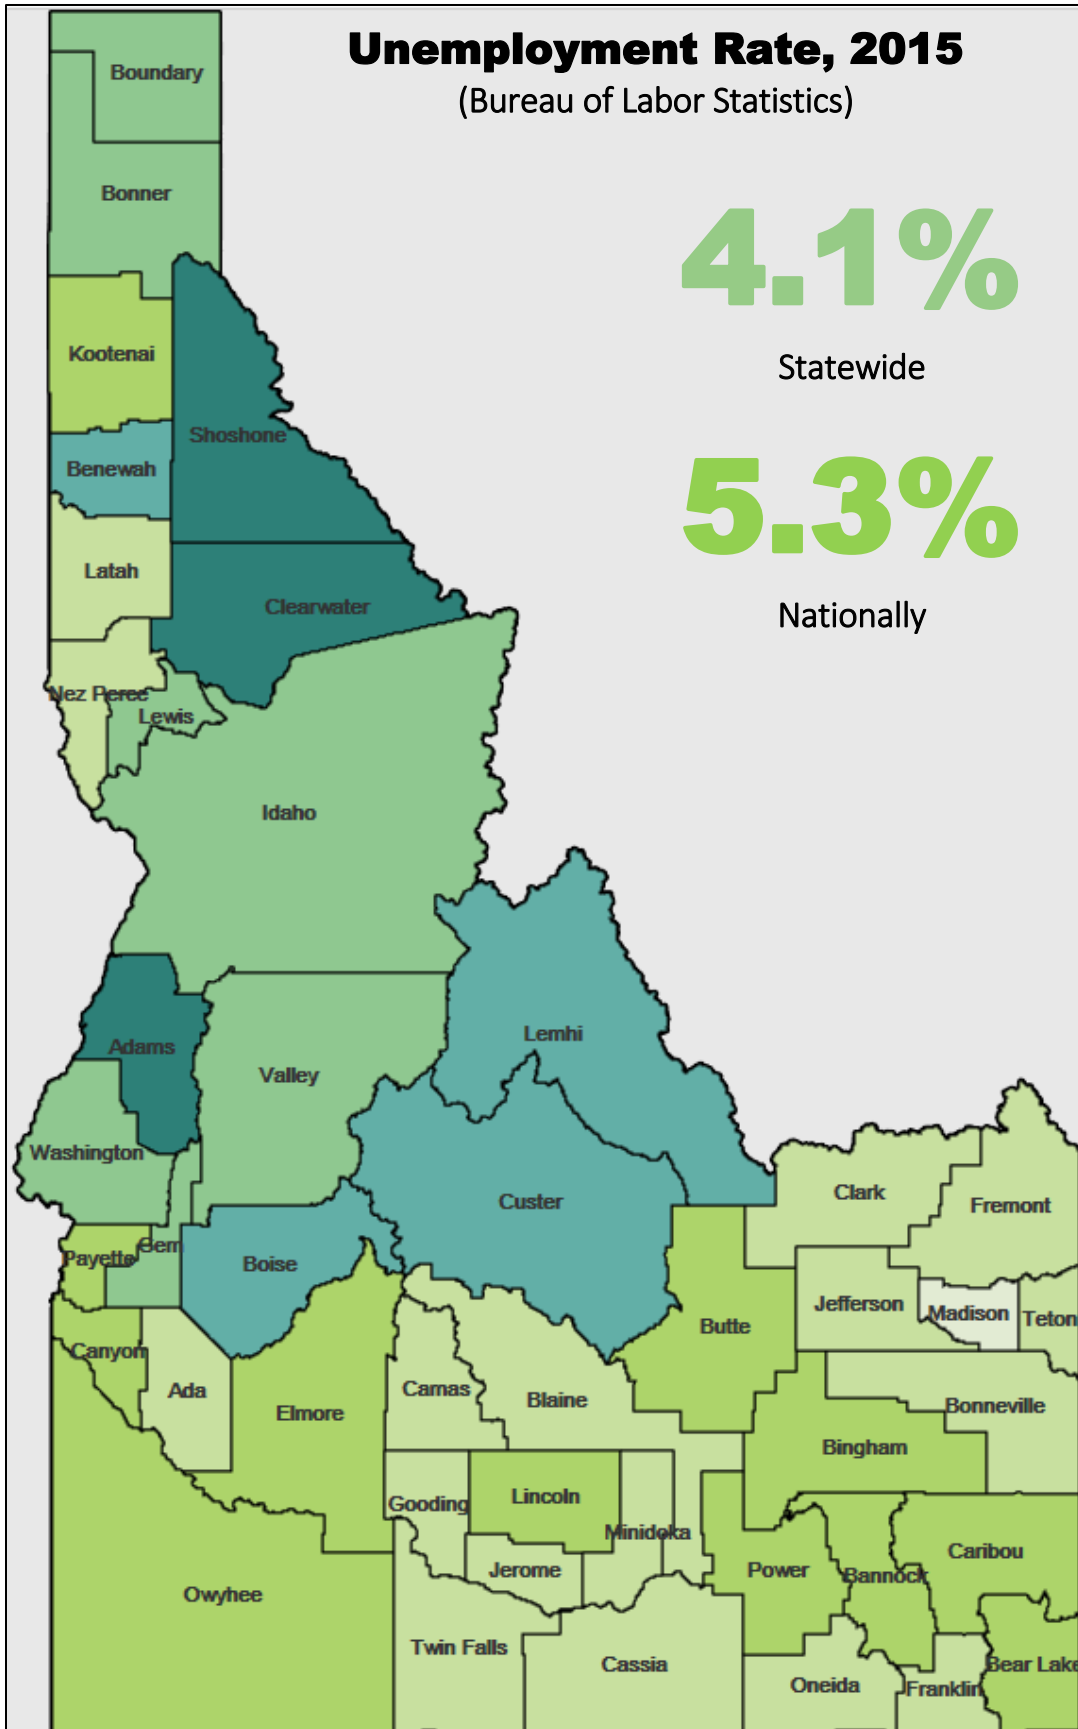 Unemployment Rate, 2015
(Bureau of Labor Statistics)
Boundary
Bonner
4.1%
Statewide
Kootenai
Shoshone
Benewah
5.3%
Nationally
Latah
Clearwater
Nez Perce
Lewis
Idaho
Lemhi
Adams
Valley
Washington
Custer
Clark
Fremont
Payette
Gem
Boise
Jefferson
Madison
Teton
Butte
Canyon
Ada
Camas
Blaine
Elmore
Bonneville
Bingham
Gooding
Lincoln
Minidoka
Jerome
Power
Bannock
Caribou
Owyhee
Twin Falls
Cassia
Oneida
Franklin
Bear Lake